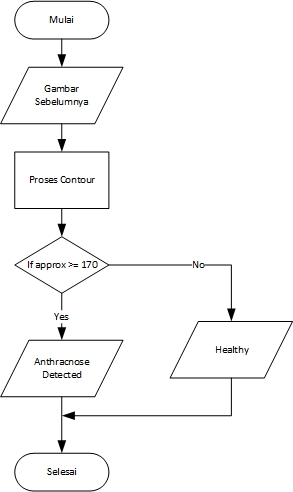 Mulai
Gambar
Sebelumnya
Proses Contour
If approx >= 170
No
Yes
Anthracnose
Detected
Healthy
Selesai